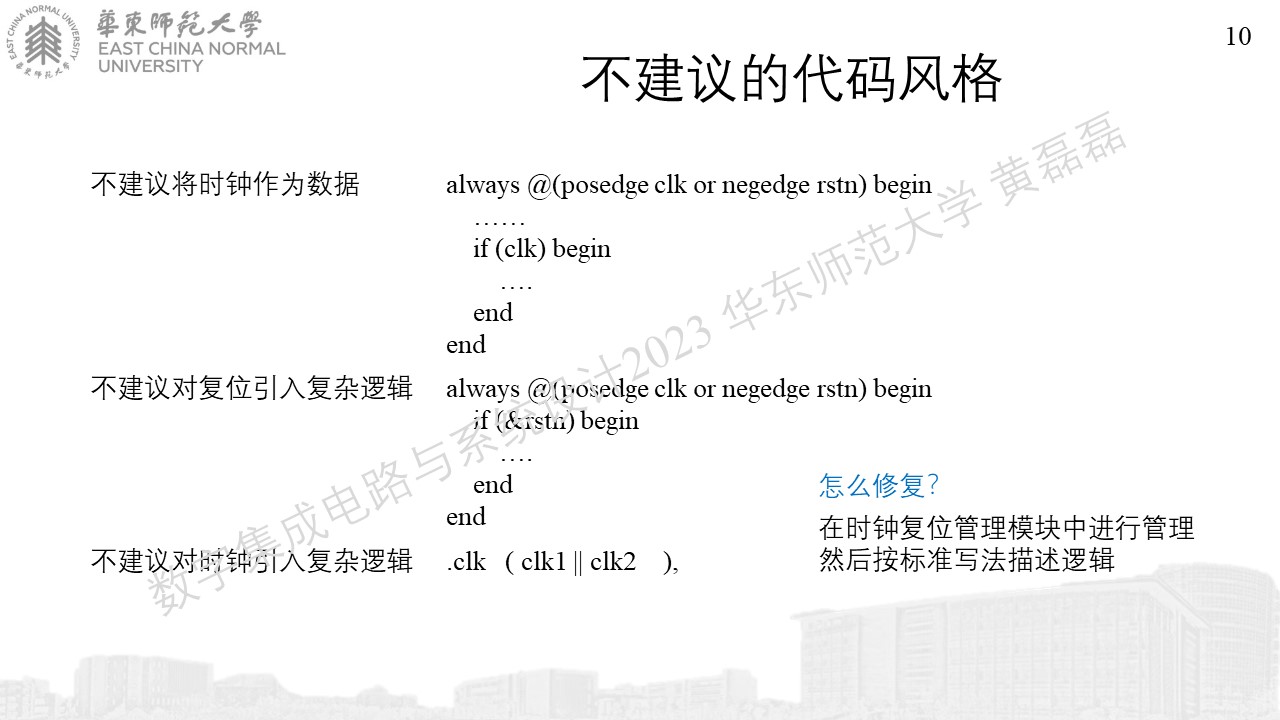 EAST CHINA NORMAL UNIVERSITY
華東師范大學
華東師范大學
EAST CHINA NORMAL
UNIVERSITY
10
不建议的代码风格
不建议将时钟作为数据
always @(posedge clk or negedge rstn) begin
……
if (clk) begin
….
end
end
不建议对复位引入复杂逻辑
always @(posedge clk or negedge rstn) begin
if (&rstn) begin
….
end
end
不建议对时钟引入复杂逻辑
.clk ( clk1 || clk2 ),
怎么修复？
在时钟复位管理模块中进行管理
然后按标准写法描述逻辑
数字集成电路与系统设计2023 华东师范大学 黄磊磊